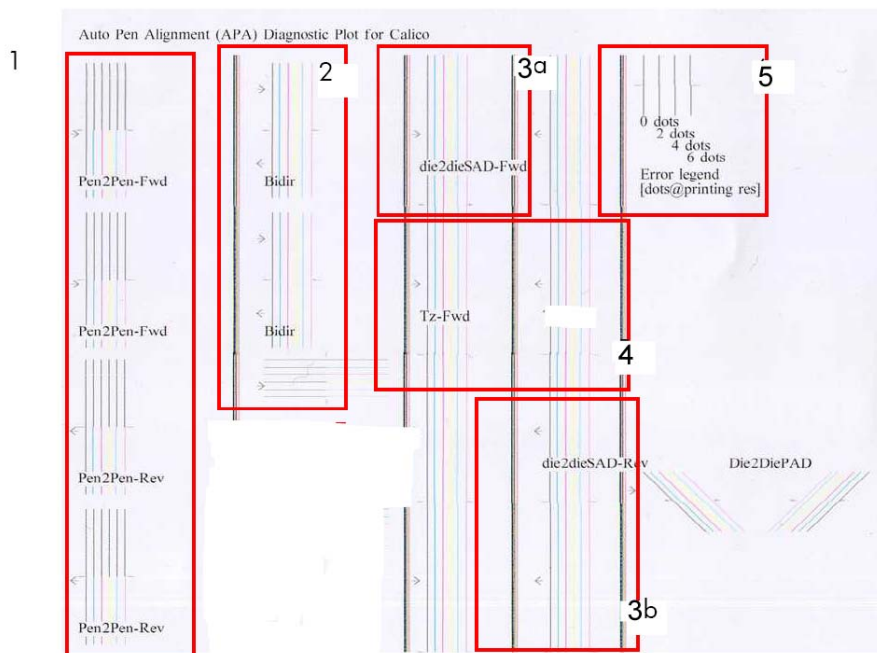 Auto Pen Alignment (APA) Diagnostic Plot for Calico
1
2
3a
5
0 dots
2 dots
4 dots
6 dots
Error legend
[dots@printing res]
Pen2Pen-Fwd
Bidir
die2dieSAD-Fwd
Pen2Pen-Fwd
Bidir
Tz-Fwd
4
Pen2Pen-Rev
die2dieSAD-Rev
Die2DiePAD
3b
Pen2Pen-Rev